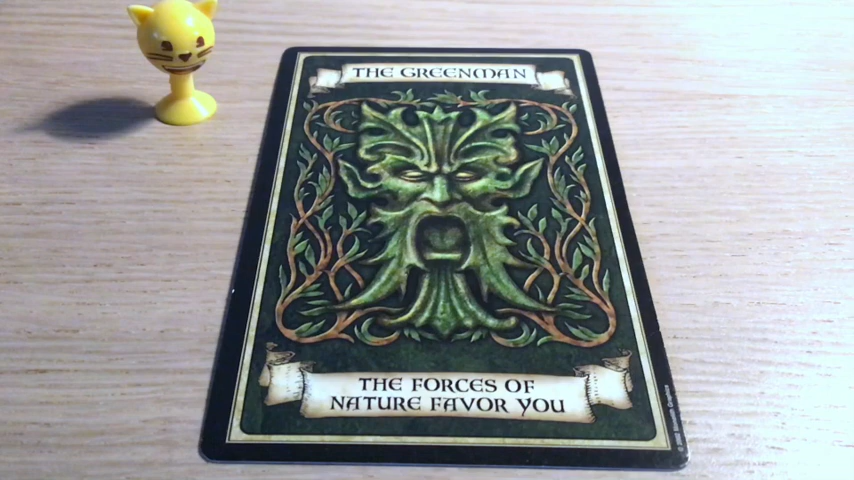 THE GREENMAN
THE FORCES OF
NATURE FAVOR YOU